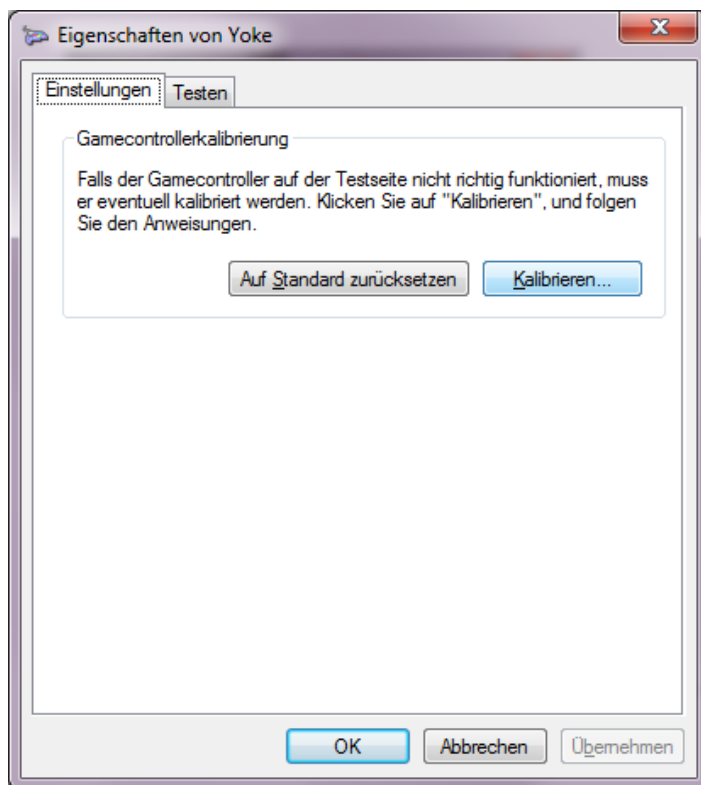 Eigenschaften von Yoke
Einstellungen
Testen
Gamecontrollerkalibrierung
Falls der Gamecontroller auf der Testseite nicht richtig funktioniert, muss
er eventuell kalibriert werden. Klicken Sie auf "Kalibrieren", und folgen
Sie den Anweisungen.
Auf Standard zurücksetzen
Kalibrieren...
OK
Abbrechen
Übernehmen